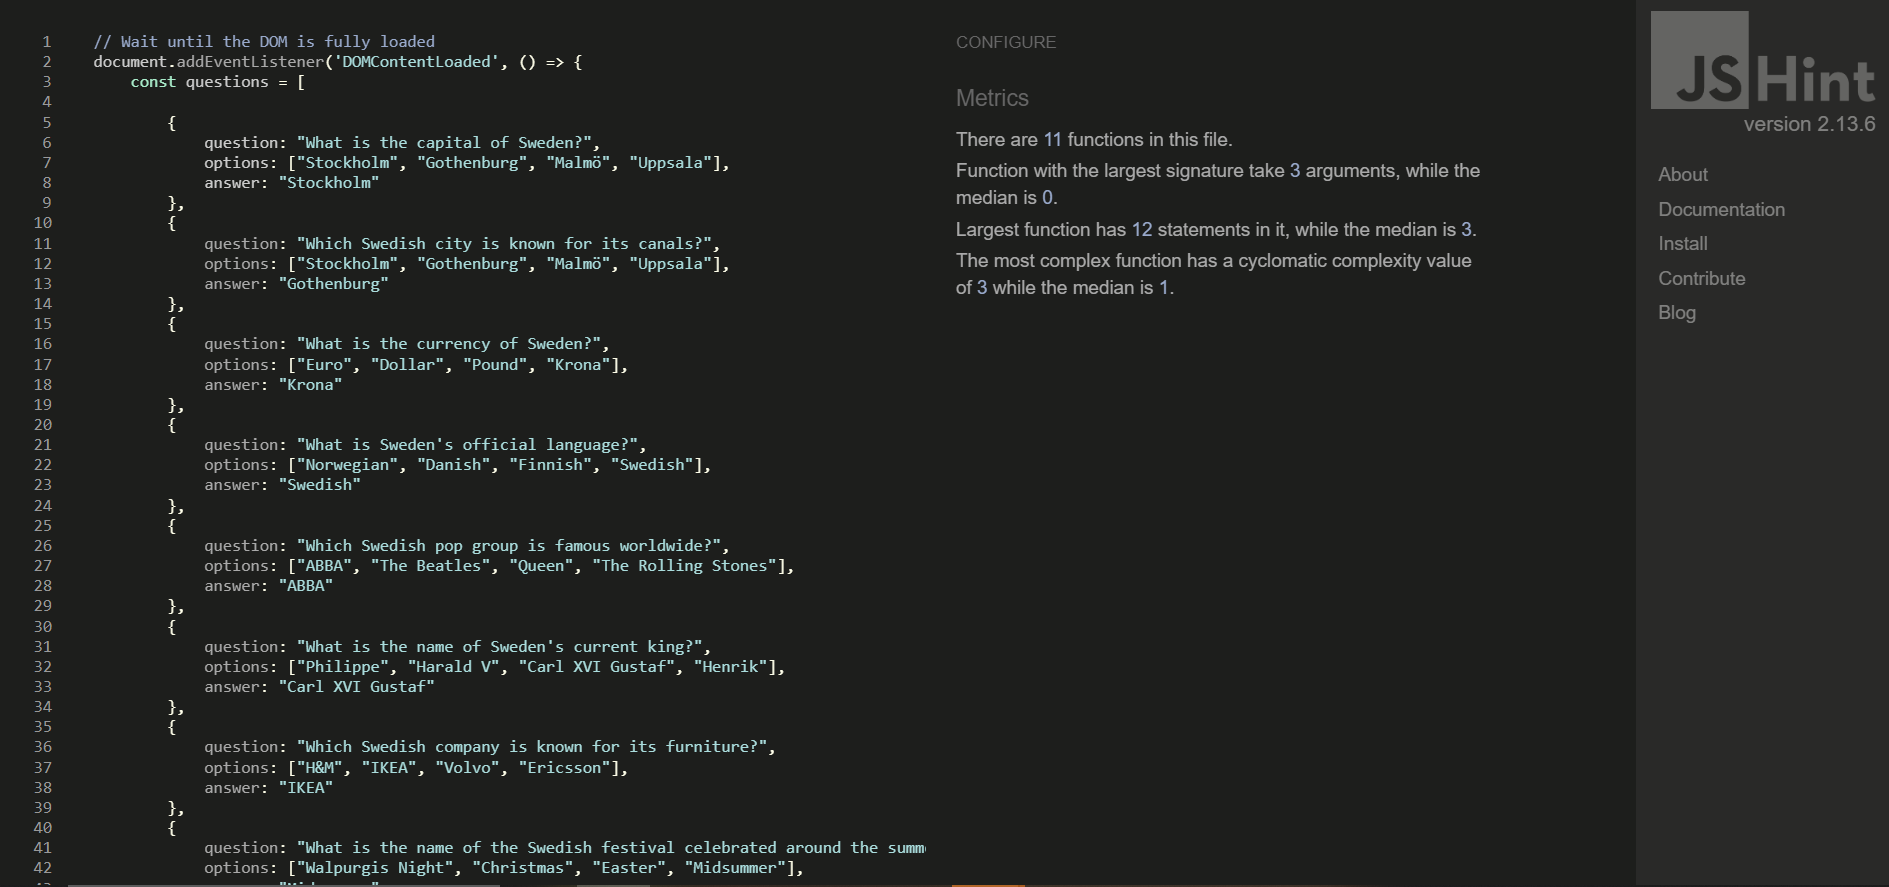 1 // Wait until the DOM is fully loaded
2 document.addEventListener('DOMContentLoaded', () => {
3 const questions = [
4
5 {
6 question: "What is the capital of Sweden?",
7 options: ["Stockholm", "Gothenburg", "Malmö", "Uppsala"],
8 answer: "Stockholm"
9 },
10 {
11 question: "Which Swedish city is known for its canals?",
12 options: ["Stockholm", "Gothenburg", "Malmö", "Uppsala"],
13 answer: "Gothenburg"
14 },
15 {
16 question: "What is the currency of Sweden?",
17 options: ["Euro", "Dollar", "Pound", "Krona"],
18 answer: "Krona"
19 },
20 {
21 question: "What is Sweden's official language?",
22 options: ["Norwegian", "Danish", "Finnish", "Swedish"],
23 answer: "Swedish"
24 },
25 {
26 question: "Which Swedish pop group is famous worldwide?",
27 options: ["ABBA", "The Beatles", "Queen", "The Rolling Stones"],
28 answer: "ABBA"
29 },
30 {
31 question: "What is the name of Sweden's current king?",
32 options: ["Philippe", "Harald V", "Carl XVI Gustaf", "Henrik"],
33 answer: "Carl XVI Gustaf"
34 },
35 {
36 question: "Which Swedish company is known for its furniture?",
37 options: ["H&M", "IKEA", "Volvo", "Ericsson"],
38 answer: "IKEA"
39 },
40 {
41 question: "What is the name of the Swedish festival celebrated around the summ
42 options: ["Walpurgis Night", "Christmas", "Easter", "Midsummer"],
CONFIGURE
Metrics
There are 11 functions in this file.
Function with the largest signature take 3 arguments, while the
median is 0.
Largest function has 12 statements in it, while the median is 3.
The most complex function has a cyclomatic complexity value
of 3 while the median is 1.
JSHint
version 2.13.6
About
Documentation
Install
Contribute
Blog